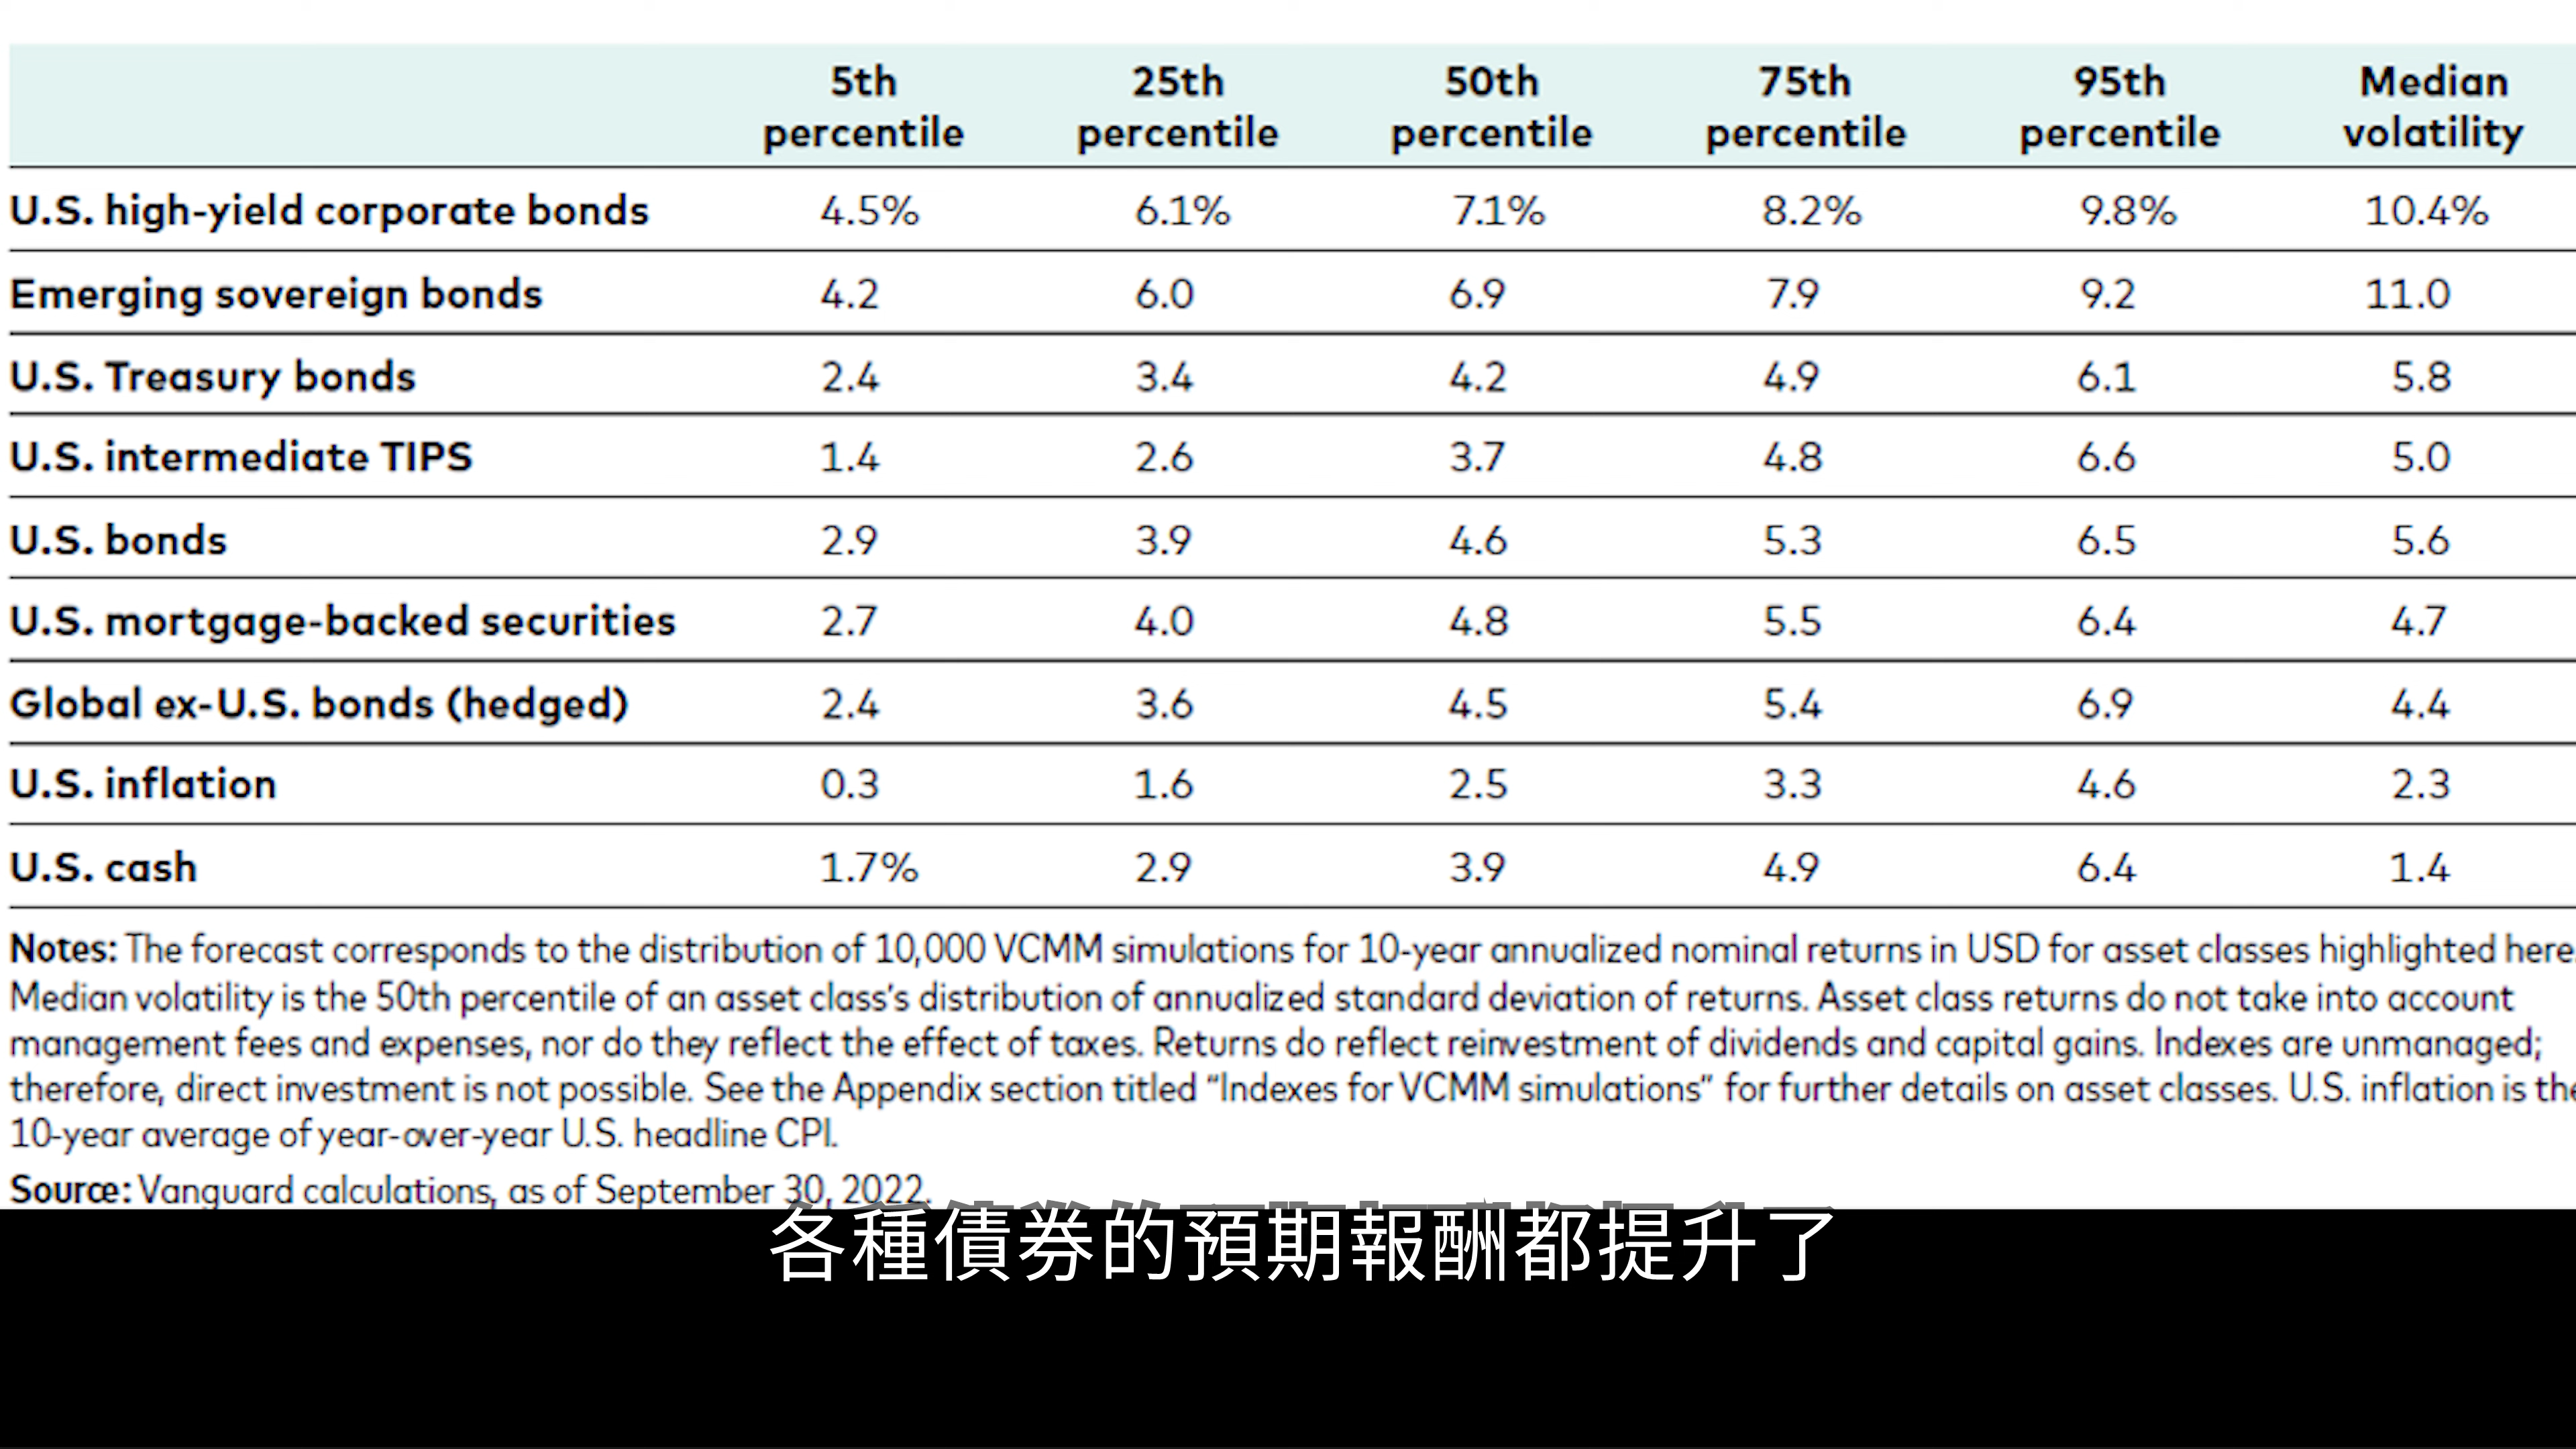 5th percentile 25th percentile 50th percentile 75th percentile 95th percentile Median volatility
U.S. high-yield corporate bonds 4.5% 6.1% 7.1% 8.2% 9.8% 10.4%
Emerging sovereign bonds 4.2 6.0 6.9 7.9 9.2 11.0
U.S. Treasury bonds 2.4 3.4 4.2 4.9 6.1 5.8
U.S. intermediate TIPS 1.4 2.6 3.7 4.8 6.6 5.0
U.S. bonds 2.9 3.9 4.6 5.3 6.5 5.6
U.S. mortgage-backed securities 2.7 4.0 4.8 5.5 6.4 4.7
Global ex-U.S. bonds (hedged) 2.4 3.6 4.5 5.4 6.9 4.4
U.S. inflation 0.3 1.6 2.5 3.3 4.6 2.3
U.S. cash 1.7% 2.9 3.9 4.9 6.4 1.4
Notes: The forecast corresponds to the distribution of 10,000 VCMM simulations for 10-year annualized nominal returns in USD for asset classes highlighted here.
Median volatility is the 50th percentile of an asset class's distribution of annualized standard deviation of returns. Asset class returns do not take into account
management fees and expenses, nor do they reflect the effect of taxes. Returns do reflect reinvestment of dividends and capital gains. Indexes are unmanaged;
therefore, direct investment is not possible. See the Appendix section titled “Indexes for VCMM simulations” for further details on asset classes. U.S. inflation is the
10-year average of year-over-year U.S. headline CPI.
Source: Vanguard calculations, as of September 30, 2022.
各種債券的預期報酬都提升了